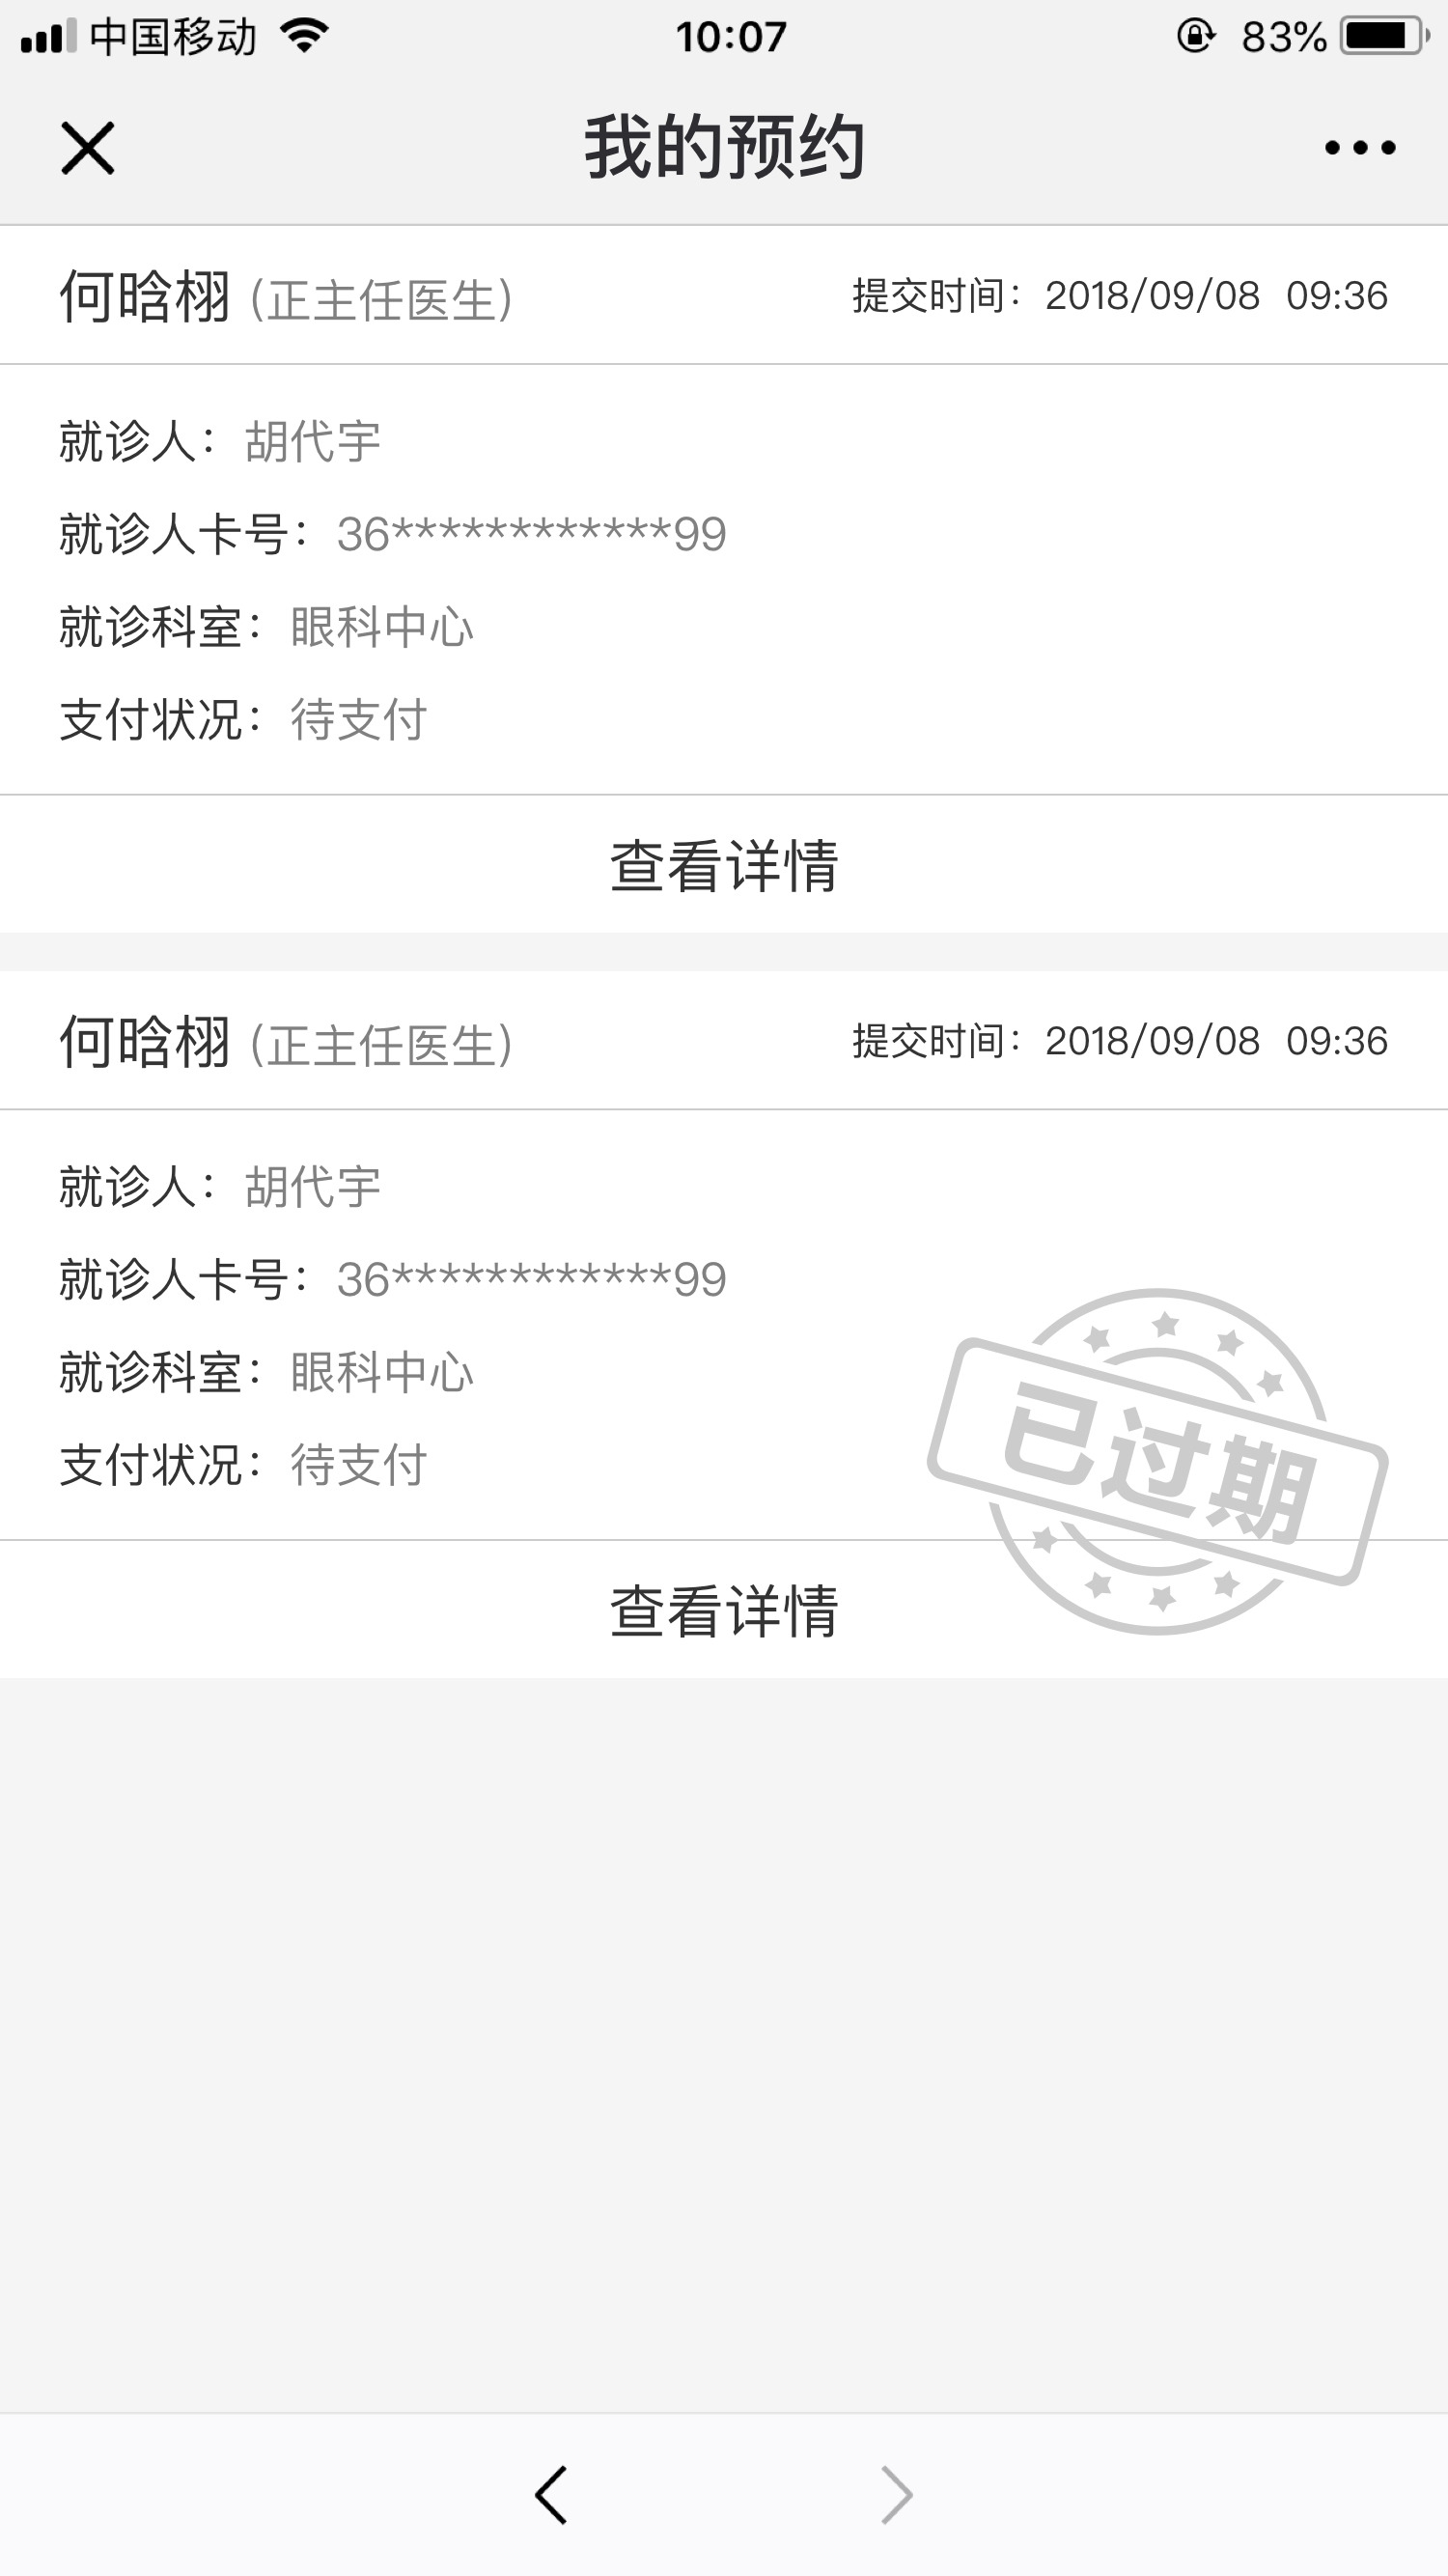 中国移动 10:07 83%
我的预约
何晗栩 (正主任医生) 提交时间：2018/09/08 09:36
就诊人：胡代宇
就诊人卡号：36************99
就诊科室：眼科中心
支付状况：待支付
查看详情
何晗栩 (正主任医生) 提交时间：2018/09/08 09:36
就诊人：胡代宇
就诊人卡号：36************99
就诊科室：眼科中心
支付状况：待支付
已过期
查看详情